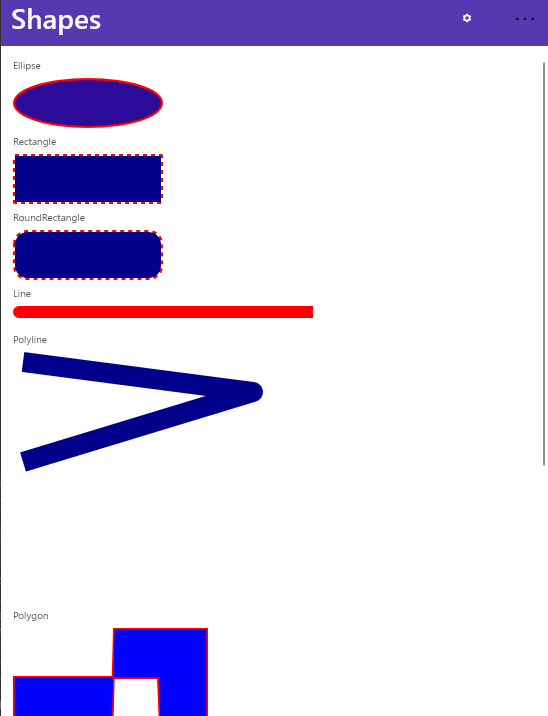 Shapes
Ellipse
Rectangle
RoundRectangle
Line
Polyline
Polygon